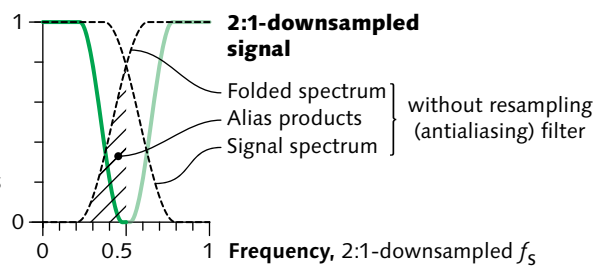 1
2:1-downsampled
signal
Folded spectrum
Alias products
Signal spectrum
without resampling
(antialiasing) filter
s
0
0
0.5
1
Frequency, 2:1-downsampled fS